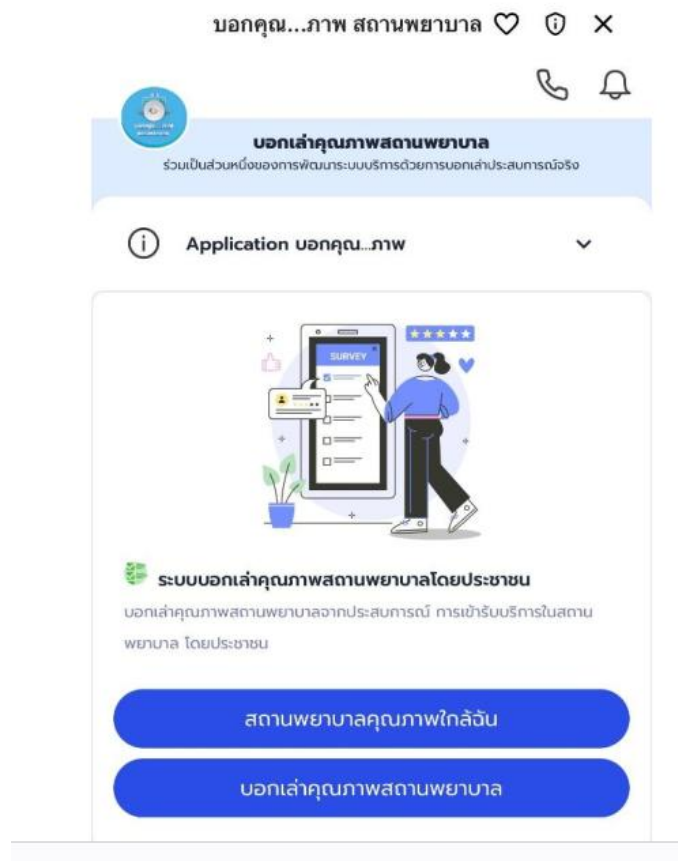 บอกคุณ...ภาพ สถานพยาบาล
บอกเล่าคุณภาพสถานพยาบาล
ร่วมเป็นส่วนหนึ่งของการพัฒนาระบบบริการด้วยการบอกเล่าประสบการณ์จริง
Application บอกคุณ...ภาพ
SURVEY
ระบบบอกเล่าคุณภาพสถานพยาบาลโดยประชาชน
บอกเล่าคุณภาพสถานพยาบาลจากประสบการณ์ การเข้ารับบริการในสถาน
พยาบาล โดยประชาชน
สถานพยาบาลคุณภาพใกล้ฉัน
บอกเล่าคุณภาพสถานพยาบาล